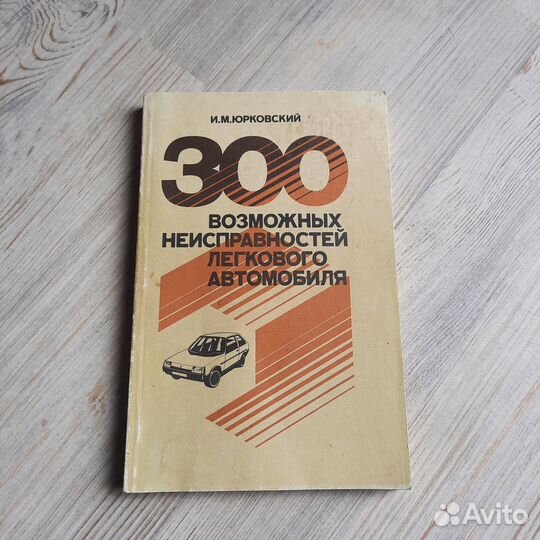 И.М.ЮРКОВСКИЙ
300
ВОЗМОЖНЫХ
НЕИСПРАВНОСТЕЙ
ЛЕГКОВОГО
АВТОМОБИЛЯ
Avito